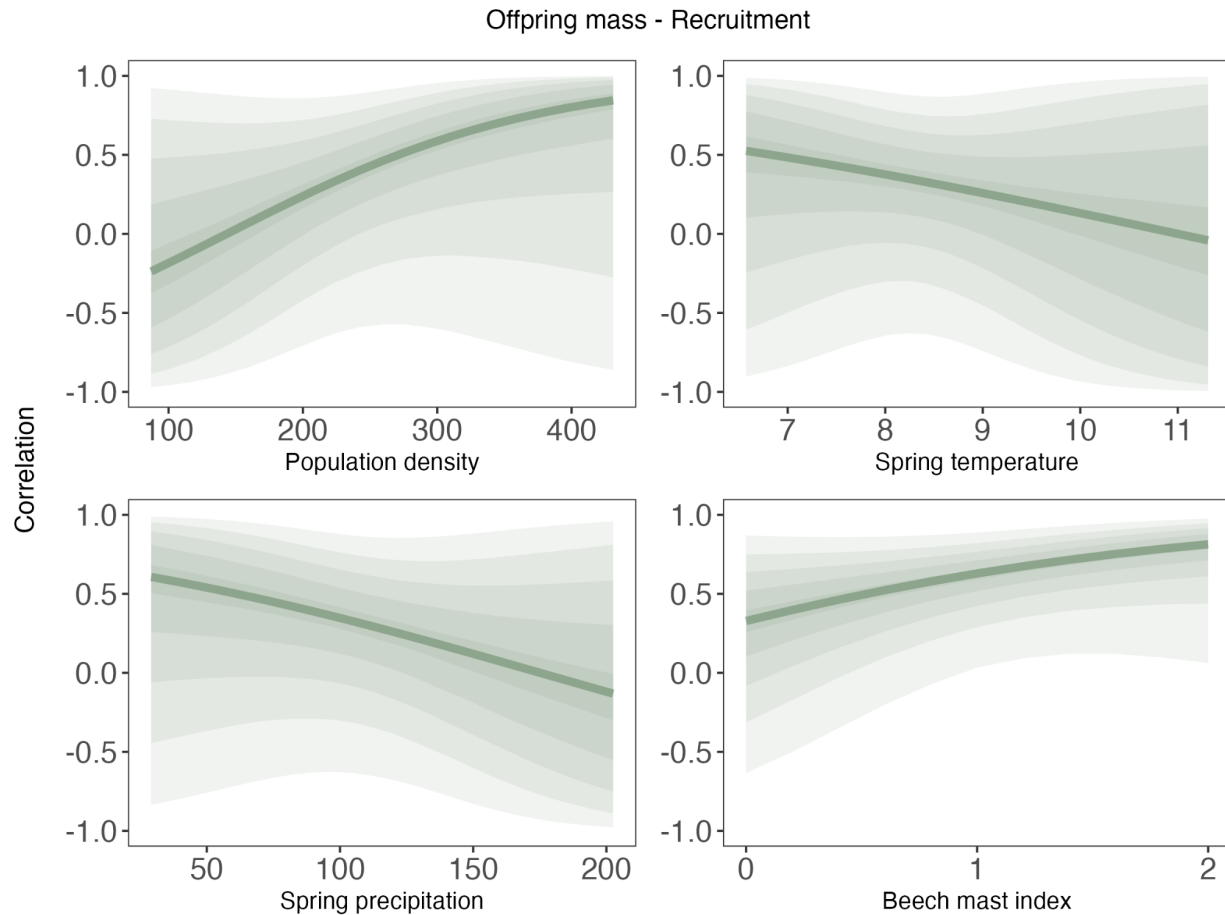 Offpring mass - Recruitment
1.0
0.5
0.0
-0.5
-1.0
100 200 300 400
Population density
1.0
0.5
0.0
-0.5
-1.0
7 8 9 10 11
Spring temperature
Correlation
1.0
0.5
0.0
-0.5
-1.0
50 100 150 200
Spring precipitation
1.0
0.5
0.0
-0.5
-1.0
0 1 2
Beech mast index